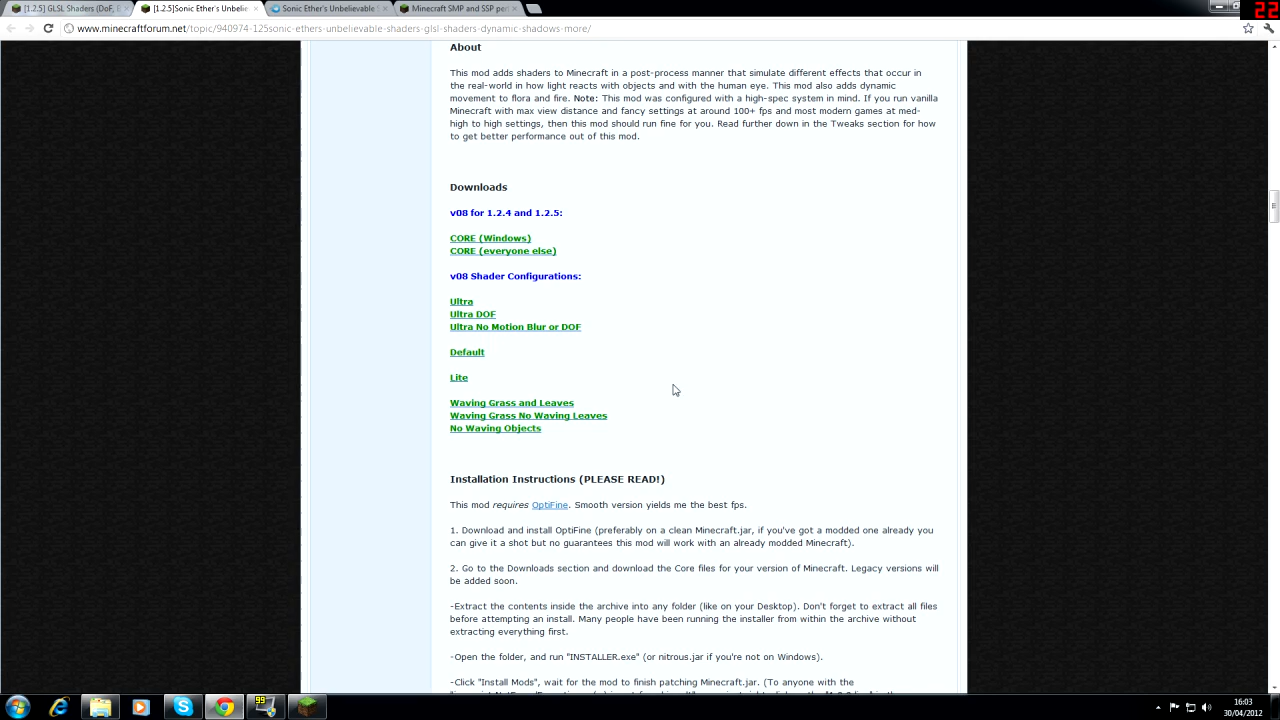 [1.2.5] GLSL Shaders (DoF, E
[1.2.5]Sonic Ether's Unbelie
Sonic Ether's Unbelievable S
Minecraft SMP and SSP per
22
www.minecraftforum.net/topic/940974-125sonic-ethers-unbelievable-shaders-glsl-shaders-dynamic-shadows-more/
About
This mod adds shaders to Minecraft in a post-process manner that simulate different effects that occur in
the real-world in how light reacts with objects and with the human eye. This mod also adds dynamic
movement to flora and fire. Note: This mod was configured with a high-spec system in mind. If you run vanilla
Minecraft with max view distance and fancy settings at around 100+ fps and most modern games at med-
high to high settings, then this mod should run fine for you. Read further down in the Tweaks section for how
to get better performance out of this mod.
Downloads
v08 for 1.2.4 and 1.2.5:
CORE (Windows)
CORE (everyone else)
v08 Shader Configurations:
Ultra
Ultra DOF
Ultra No Motion Blur or DOF
Default
Lite
Waving Grass and Leaves
Waving Grass No Waving Leaves
No Waving Objects
Installation Instructions (PLEASE READ!)
This mod requires OptiFine. Smooth version yields me the best fps.
1. Download and install OptiFine (preferably on a clean Minecraft.jar, if you've got a modded one already you
can give it a shot but no guarantees this mod will work with an already modded Minecraft).
2. Go to the Downloads section and download the Core files for your version of Minecraft. Legacy versions will
be added soon.
-Extract the contents inside the archive into any folder (like on your Desktop). Don't forget to extract all files
before attempting an install. Many people have been running the installer from within the archive without
extracting everything first.
-Open the folder, and run "INSTALLER.exe" (or nitrous.jar if you're not on Windows).
-Click "Install Mods", wait for the mod to finish patching Minecraft.jar. (To anyone with the
99
16:03
30/04/2012